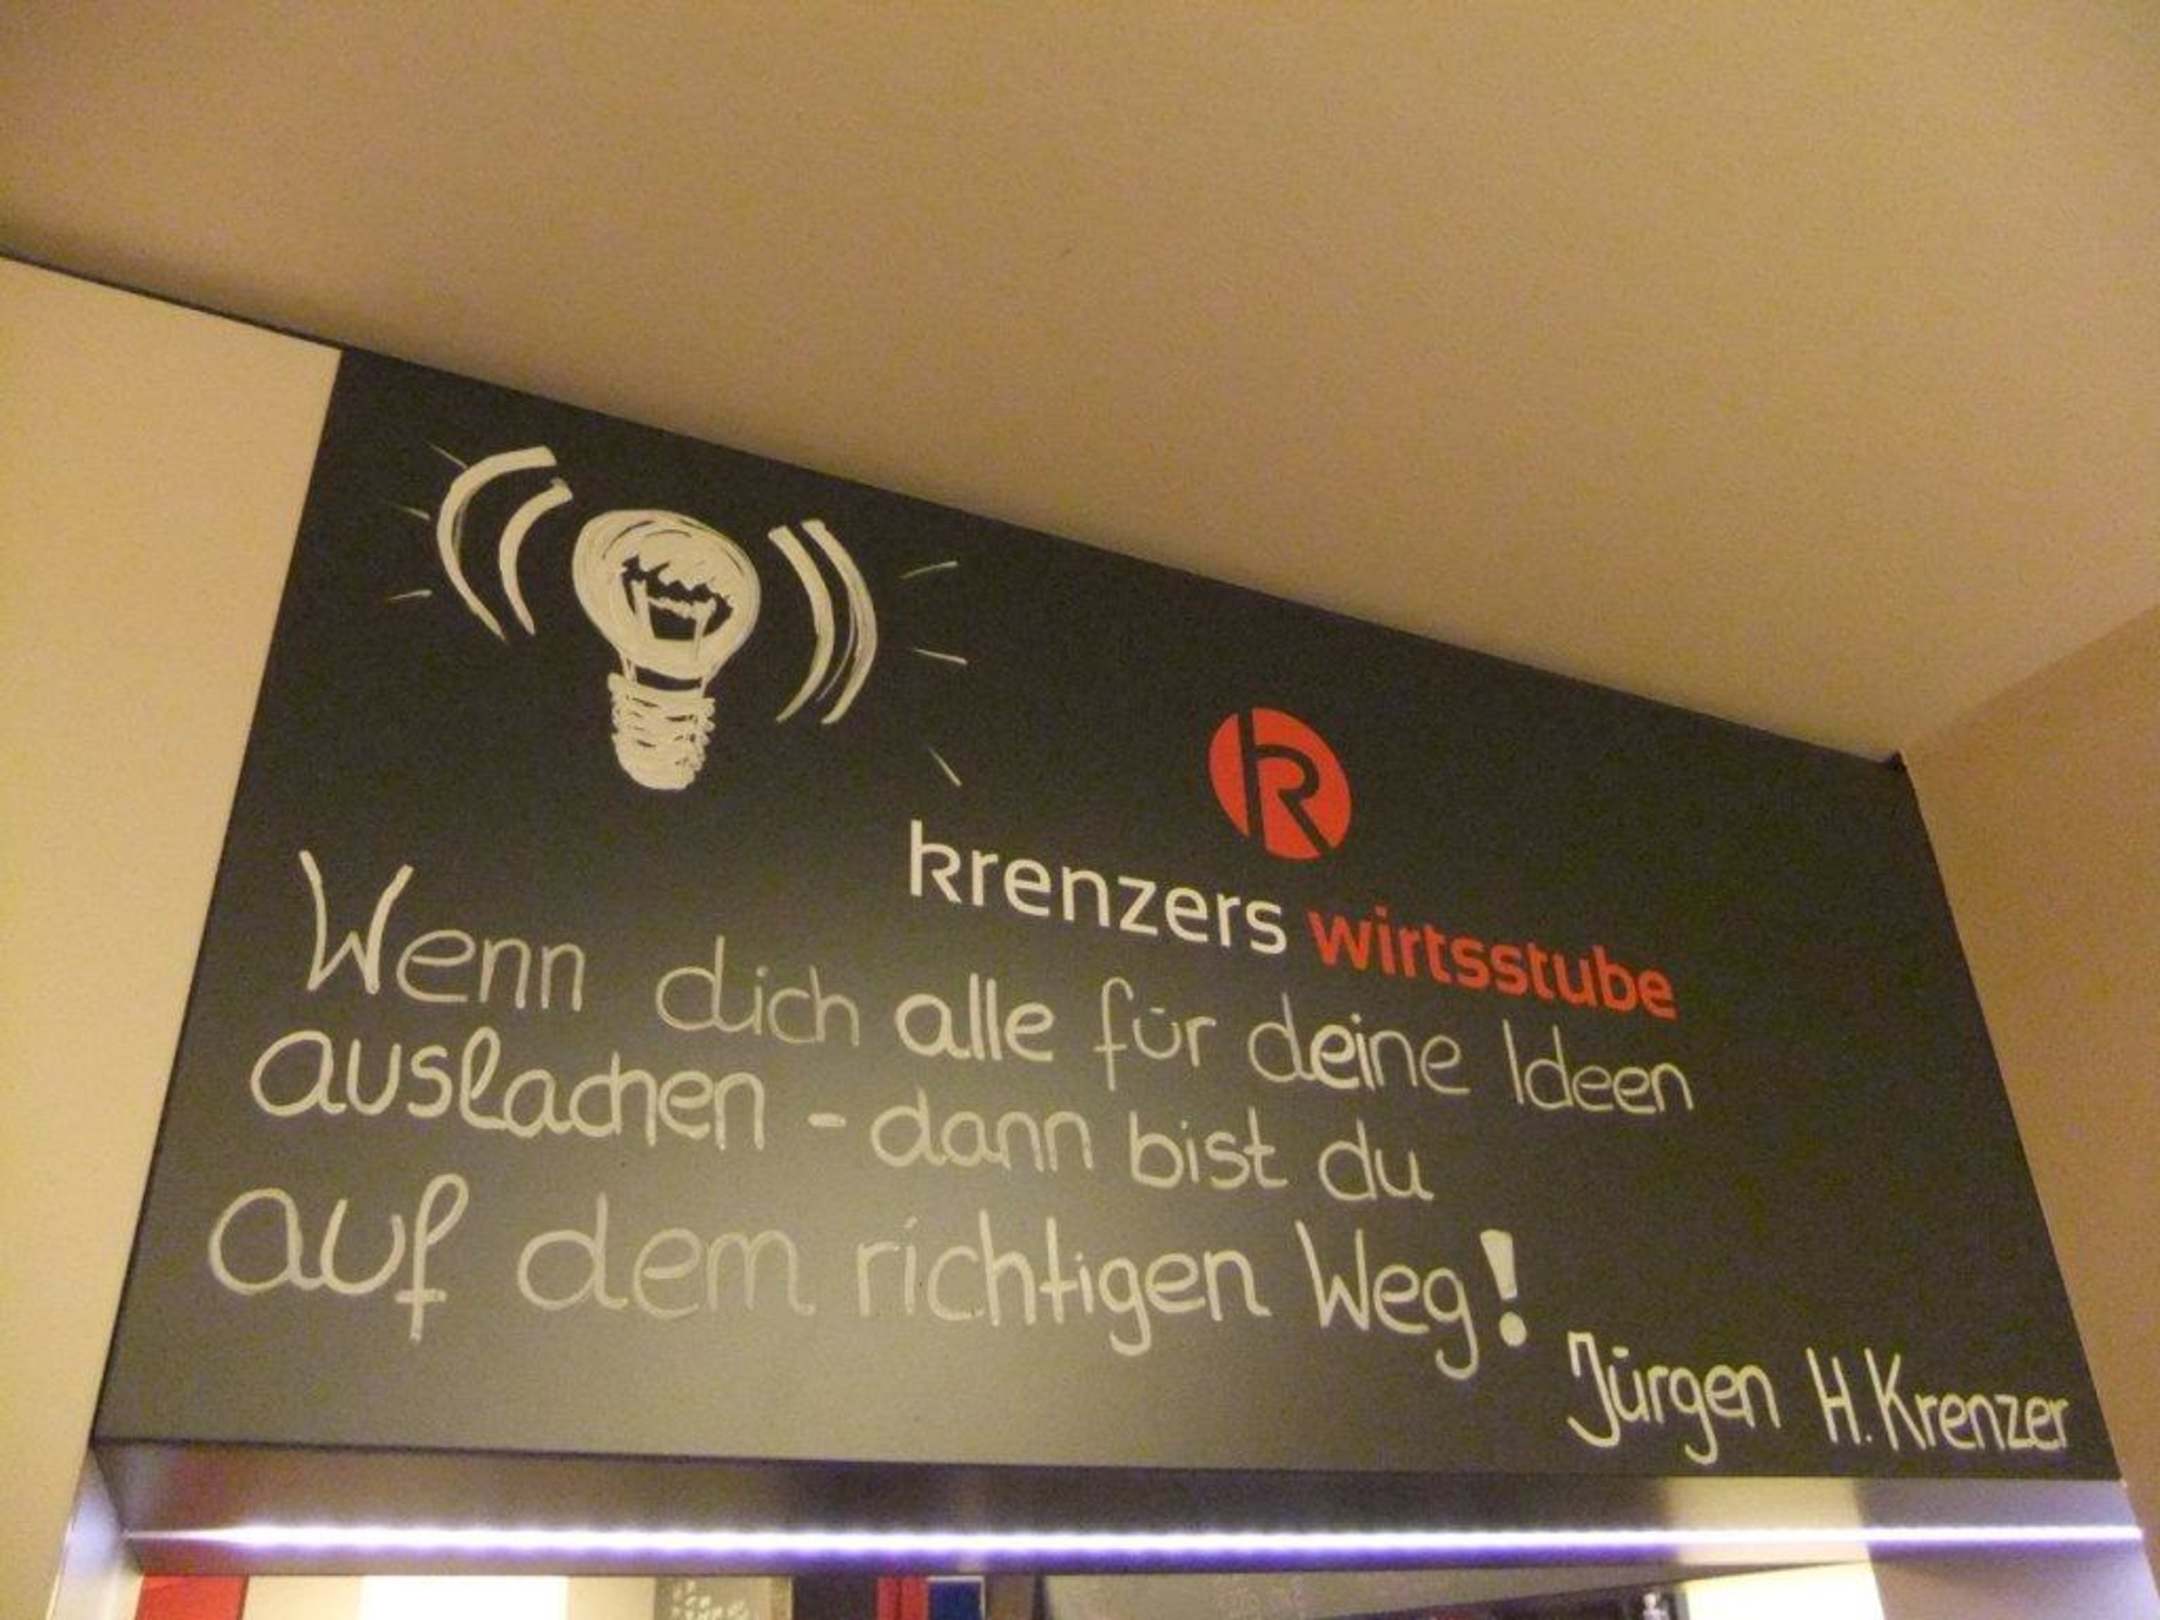 krenzers wirtsstube
Wenn dich alle für deine Ideen
auslachen - dann bist du
auf dem richtigen Weg!
Jürgen H. Krenzer